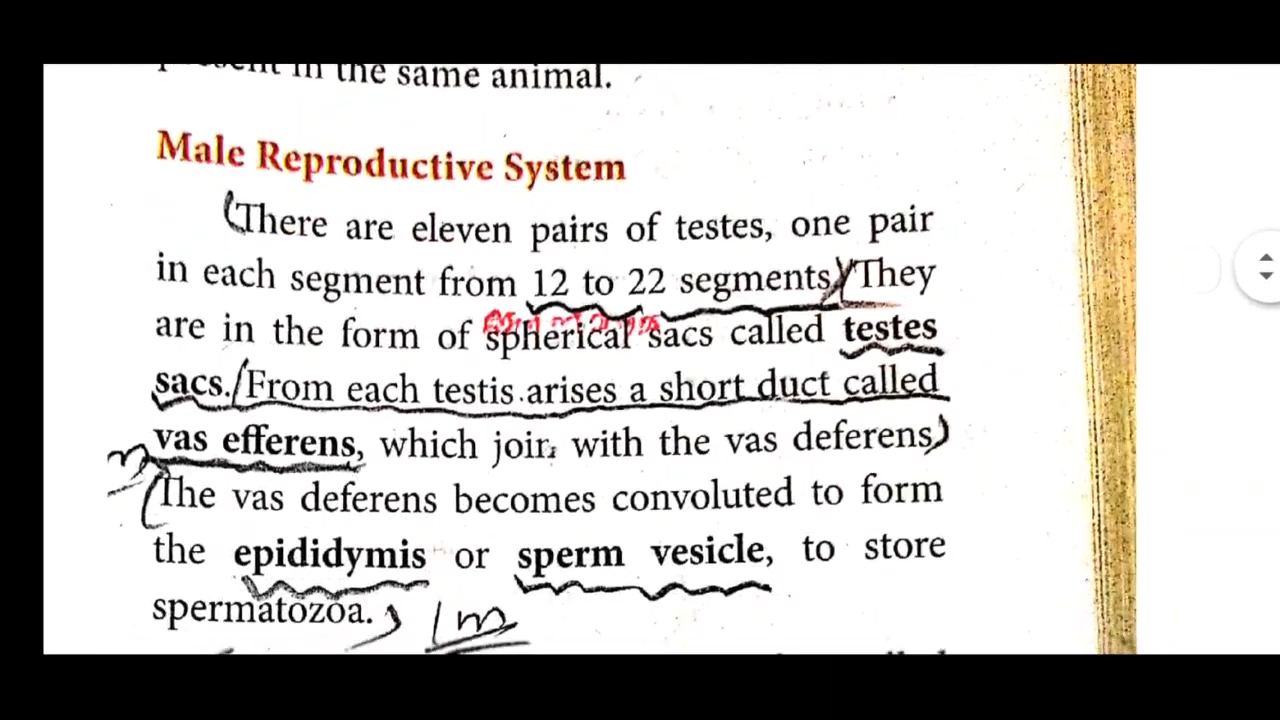 in the same animal.
Male Reproductive System
There are eleven pairs of testes, one pair
in each segment from 12 to 22 segments. They
are in the form of spherical sacs called testes
sacs. From each testis arises a short duct called
vas efferens, which join with the vas deferens.
The vas deferens becomes convoluted to form
the epididymis or sperm vesicle, to store
spermatozoa. 1m